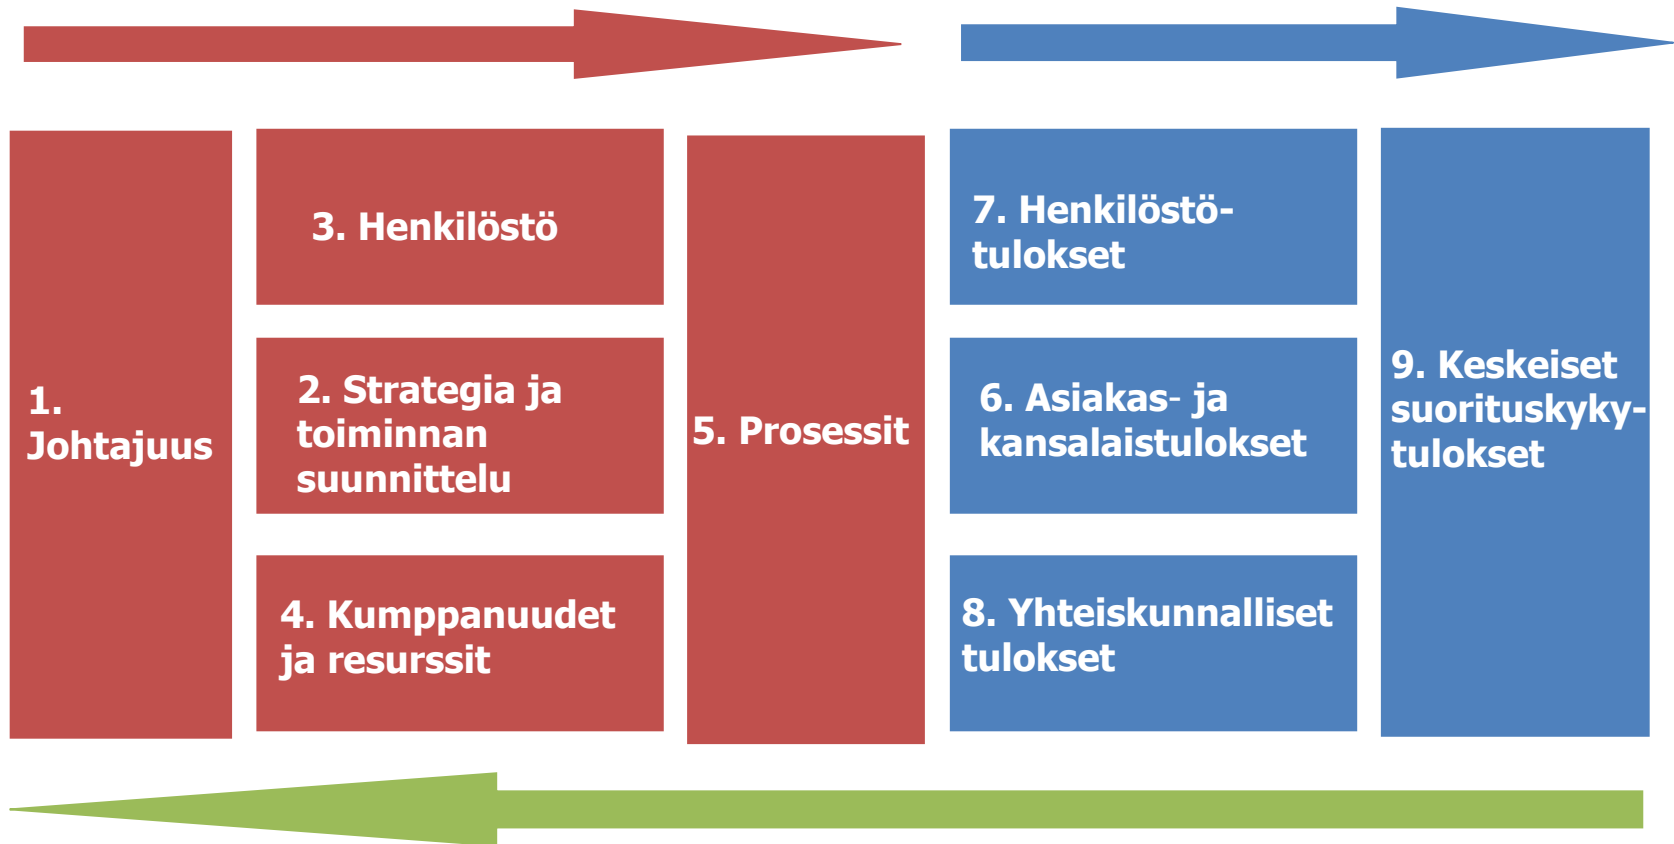 1.
Johtajuus
3. Henkilöstö
2. Strategia ja
toiminnan
suunnittelu
4. Kumppanuudet
ja resurssit
5. Prosessit
7. Henkilöstö-
tulokset
6. Asiakas- ja
kansalaistulokset
8. Yhteiskunnalliset
tulokset
9. Keskeiset
suorituskyky-
tulokset